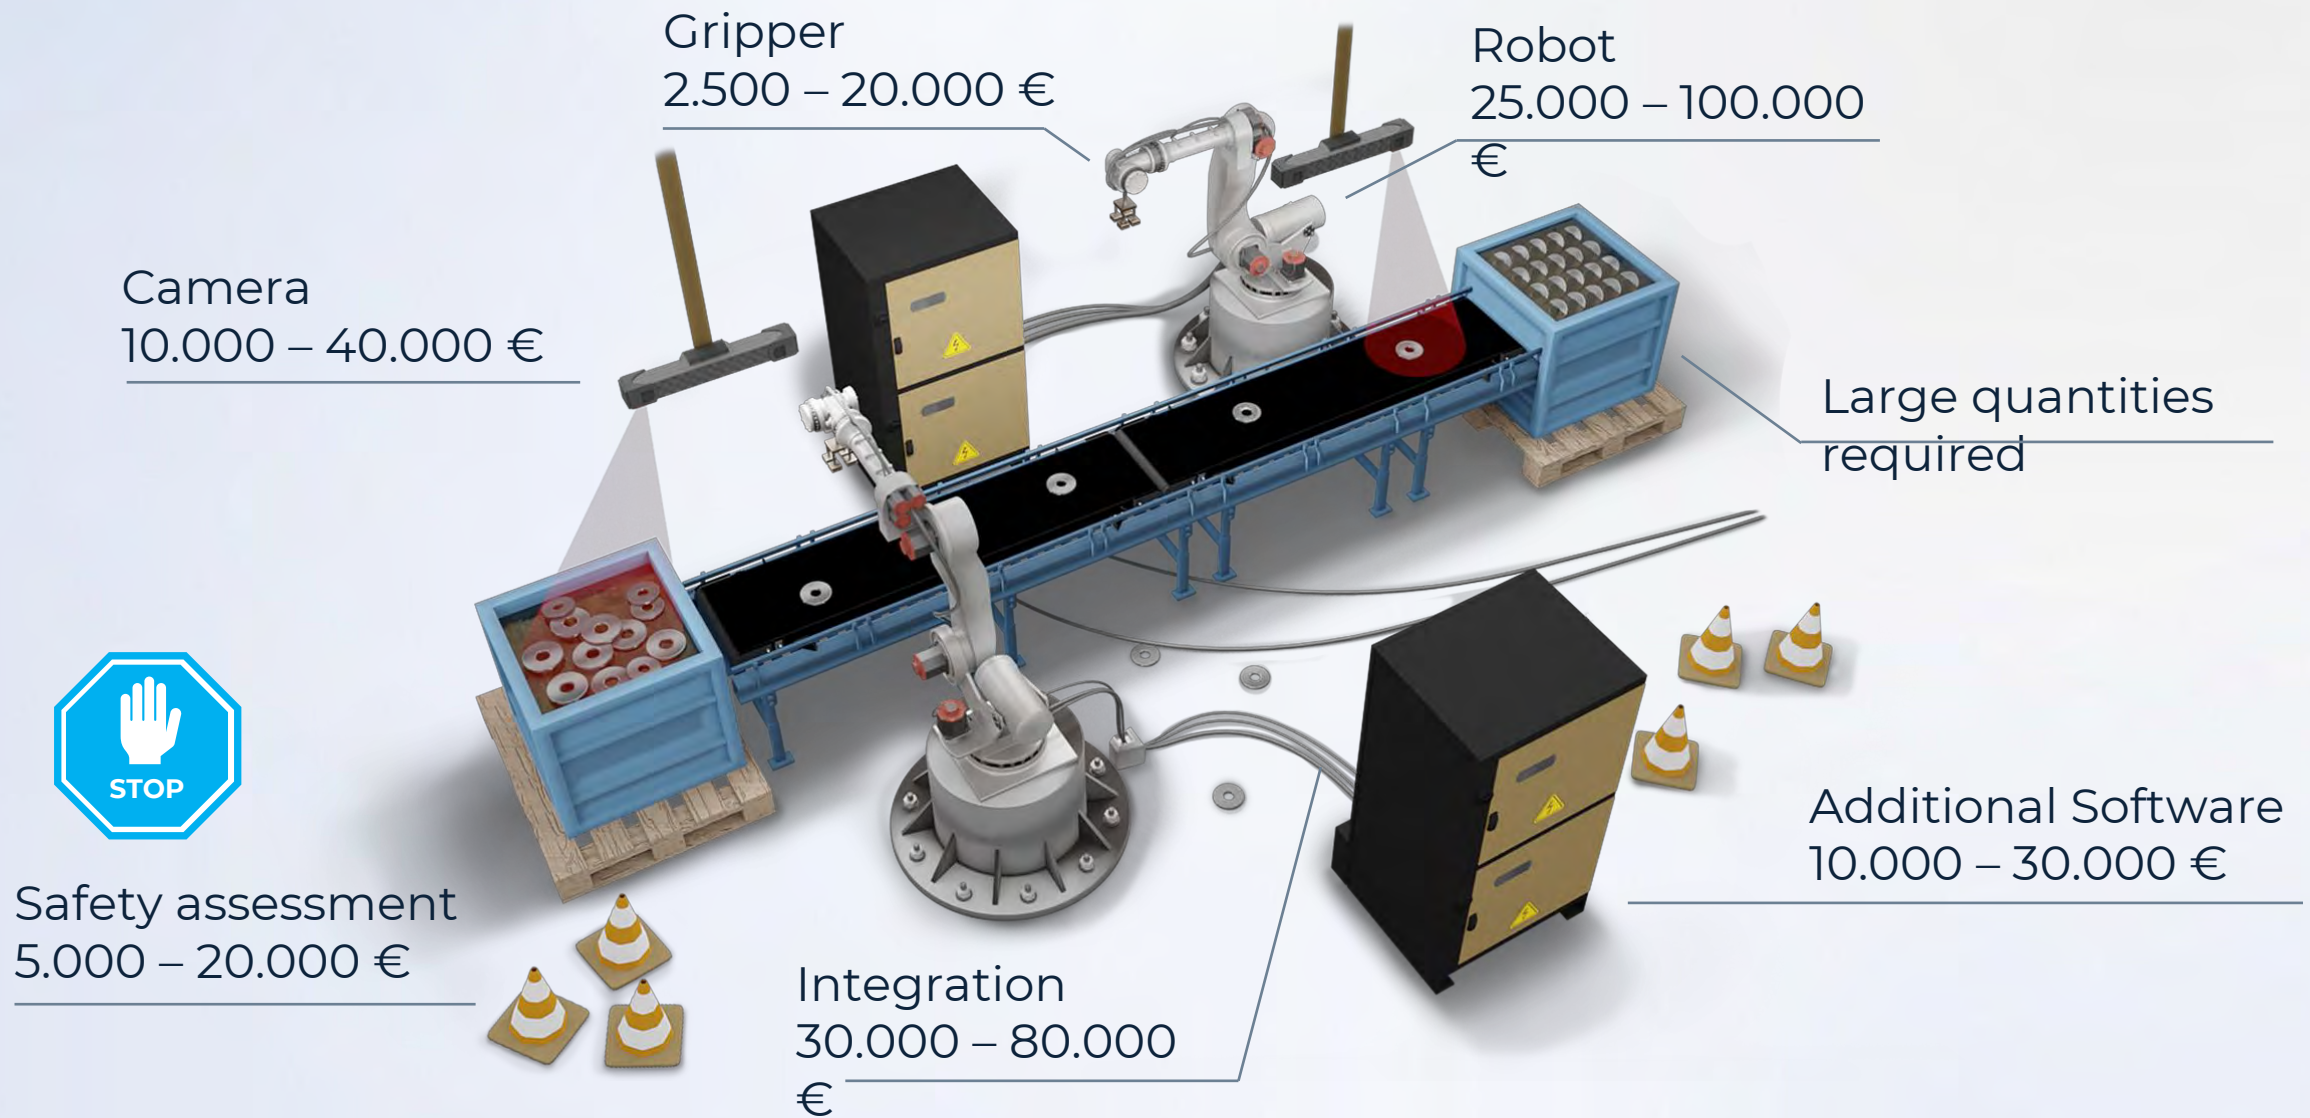 Gripper
2.500 – 20.000 €
Robot
25.000 – 100.000
€
Camera
10.000 – 40.000 €
Large quantities
required
STOP
Additional Software
10.000 – 30.000 €
Safety assessment
5.000 – 20.000 €
Integration
30.000 – 80.000
€